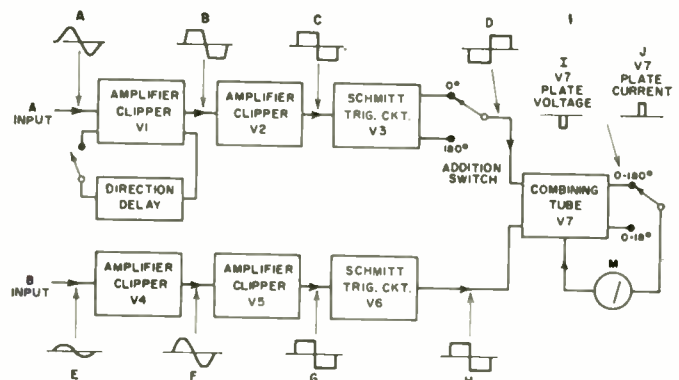 A
B
C
D
I
I
V7
PLATE
VOLTAGE
J
V7
PLATE
CURRENT
A
INPUT
AMPLIFIER
CLIPPER
V1
AMPLIFIER
CLIPPER
V2
SCHMITT
TRIG. CKT.
V3
0°
180°
ADDITION
SWITCH
DIRECTION
DELAY
COMBINING
TUBE
V7
0-180°
0-18°
M
B
INPUT
AMPLIFIER
CLIPPER
V4
AMPLIFIER
CLIPPER
V5
SCHMITT
TRIG. CKT.
V6
E
F
G
H